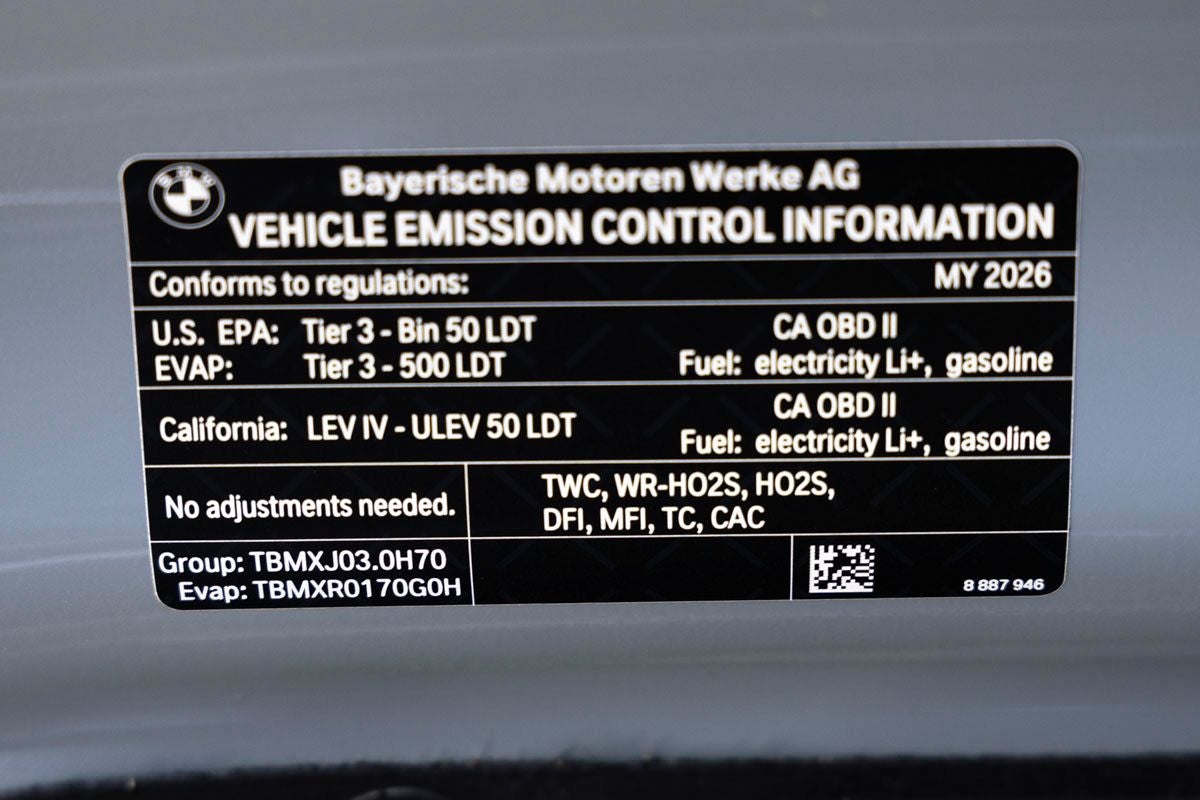 BMW
Bayerische Motoren Werke AG
VEHICLE EMISSION CONTROL INFORMATION
Conforms to regulations: MY 2026
U.S. EPA: Tier 3 - Bin 50 LDT CA OBD II
EVAP: Tier 3 - 500 LDT Fuel: electricity Li+, gasoline
California: LEV IV - ULEV 50 LDT CA OBD II
Fuel: electricity Li+, gasoline
No adjustments needed.
TWC, WR-HO2S, HO2S,
DFI, MFI, TC, CAC
Group: TBMXJ03.0H70
Evap: TBMXR0170G0H
8 887 946